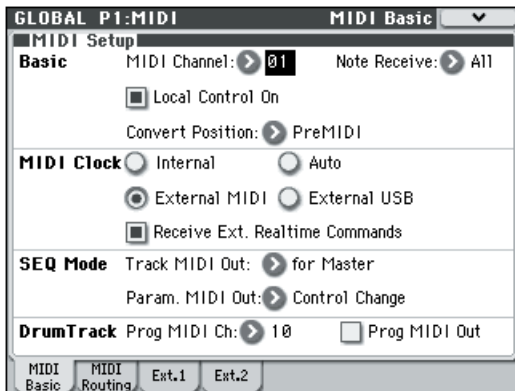 GLOBAL P1:MIDI MIDI Basic
MIDI Setup
Basic MIDI Channel: 01 Note Receive: All
Local Control On
Convert Position: PreMIDI
MIDI Clock Internal Auto
External MIDI External USB
Receive Ext. Realtime Commands
SEQ Mode Track MIDI Out: for Master
Param. MIDI Out: Control Change
DrumTrack Prog MIDI Ch: 10 Prog MIDI Out
MIDI Basic MIDI Routing Ext.1 Ext.2